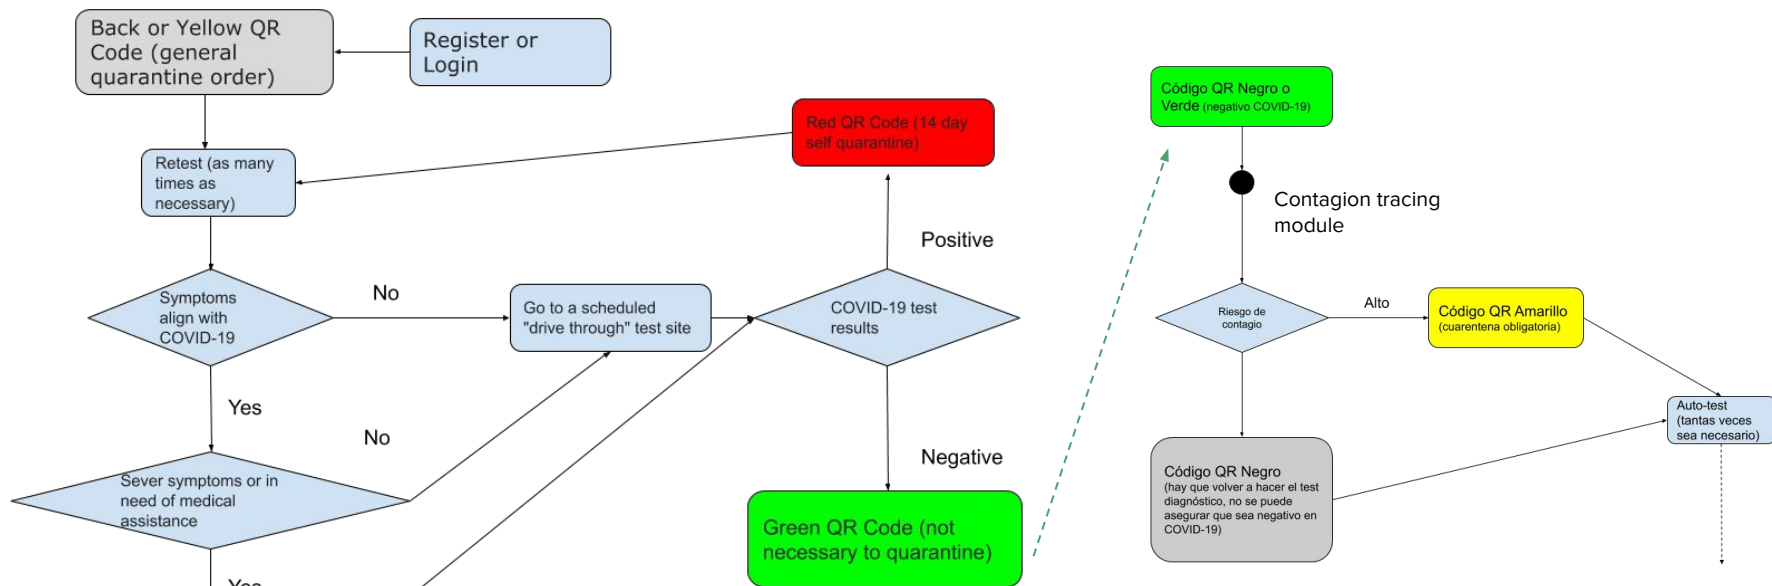 Back or Yellow QR
Code (general
quarantine order)
Register or
Login
Red QR Code (14 day
self quarantine)
Retest (as many
times as
necessary)
Positive
Symptoms
align with
COVID-19
No
Go to a scheduled
"drive through" test site
COVID-19 test
results
Yes
No
Negative
Sever symptoms or in
need of medical
assistance
Green QR Code (not
necessary to quarantine)
Yes
Código QR Negro o
Verde (negativo COVID-19)
Contagion tracing
module
Riesgo de
contagio
Alto
Código QR Amarillo
(cuarentena obligatoria)
Auto-test
(tantas veces
sea necesario)
Código QR Negro
(hay que volver a hacer el test
diagnóstico, no se puede
asegurar que sea negativo en
COVID-19)